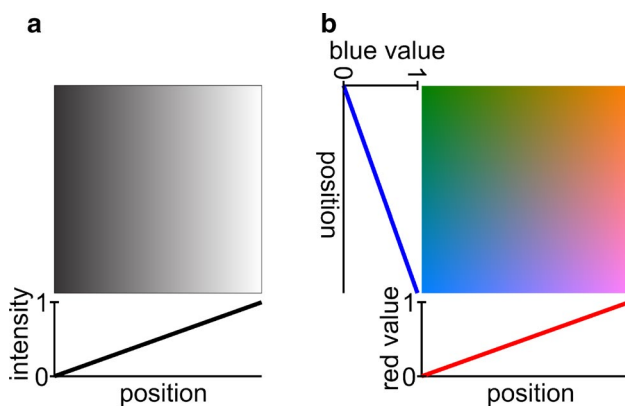 a
intensity
1
0
position
b
blue value
0
1
position
red value
1
0
position